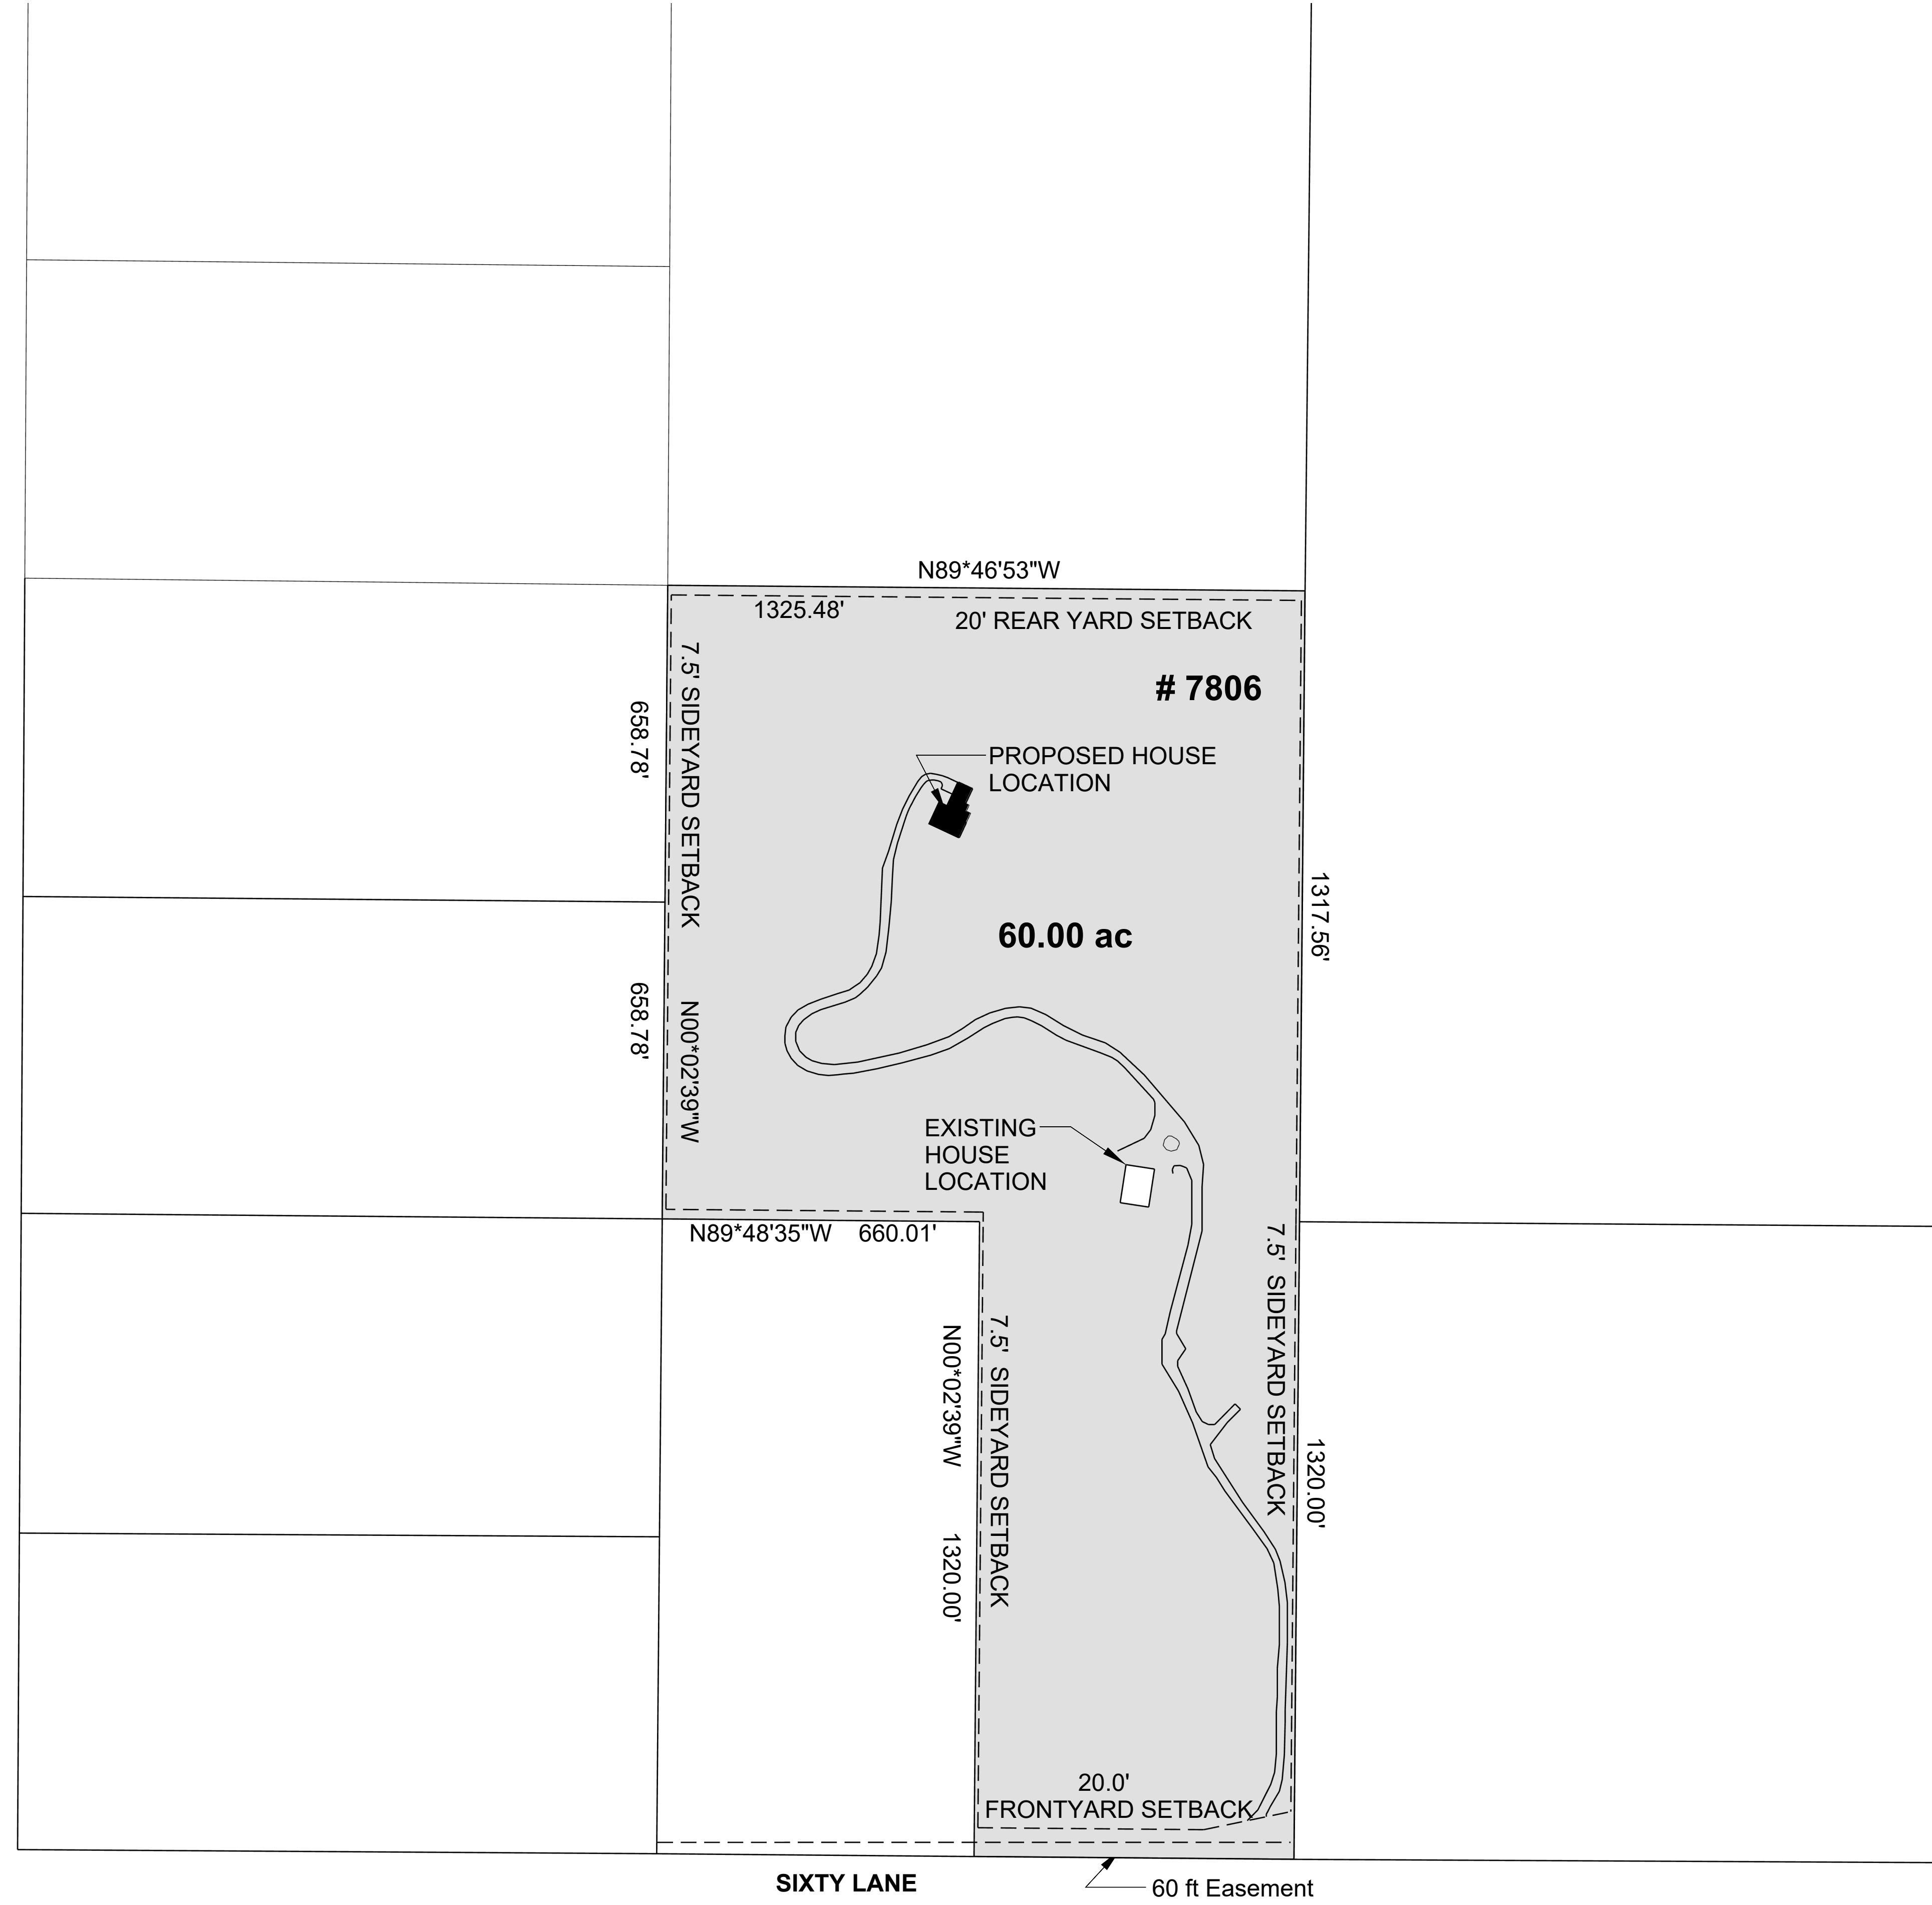 N89*46'53"W
1325.48'
20' REAR YARD SETBACK
# 7806
7.5' SIDEYARD SETBACK
658.78'
PROPOSED HOUSE
LOCATION
1317.56'
60.00 ac
658.78'
N00*02'39"W
EXISTING
HOUSE
LOCATION
N89*48'35"W 660.01'
7.5' SIDEYARD SETBACK
N00*02'39"W
7.5' SIDEYARD SETBACK
1320.00'
1320.00'
20.0'
FRONTYARD SETBACK
SIXTY LANE
60 ft Easement